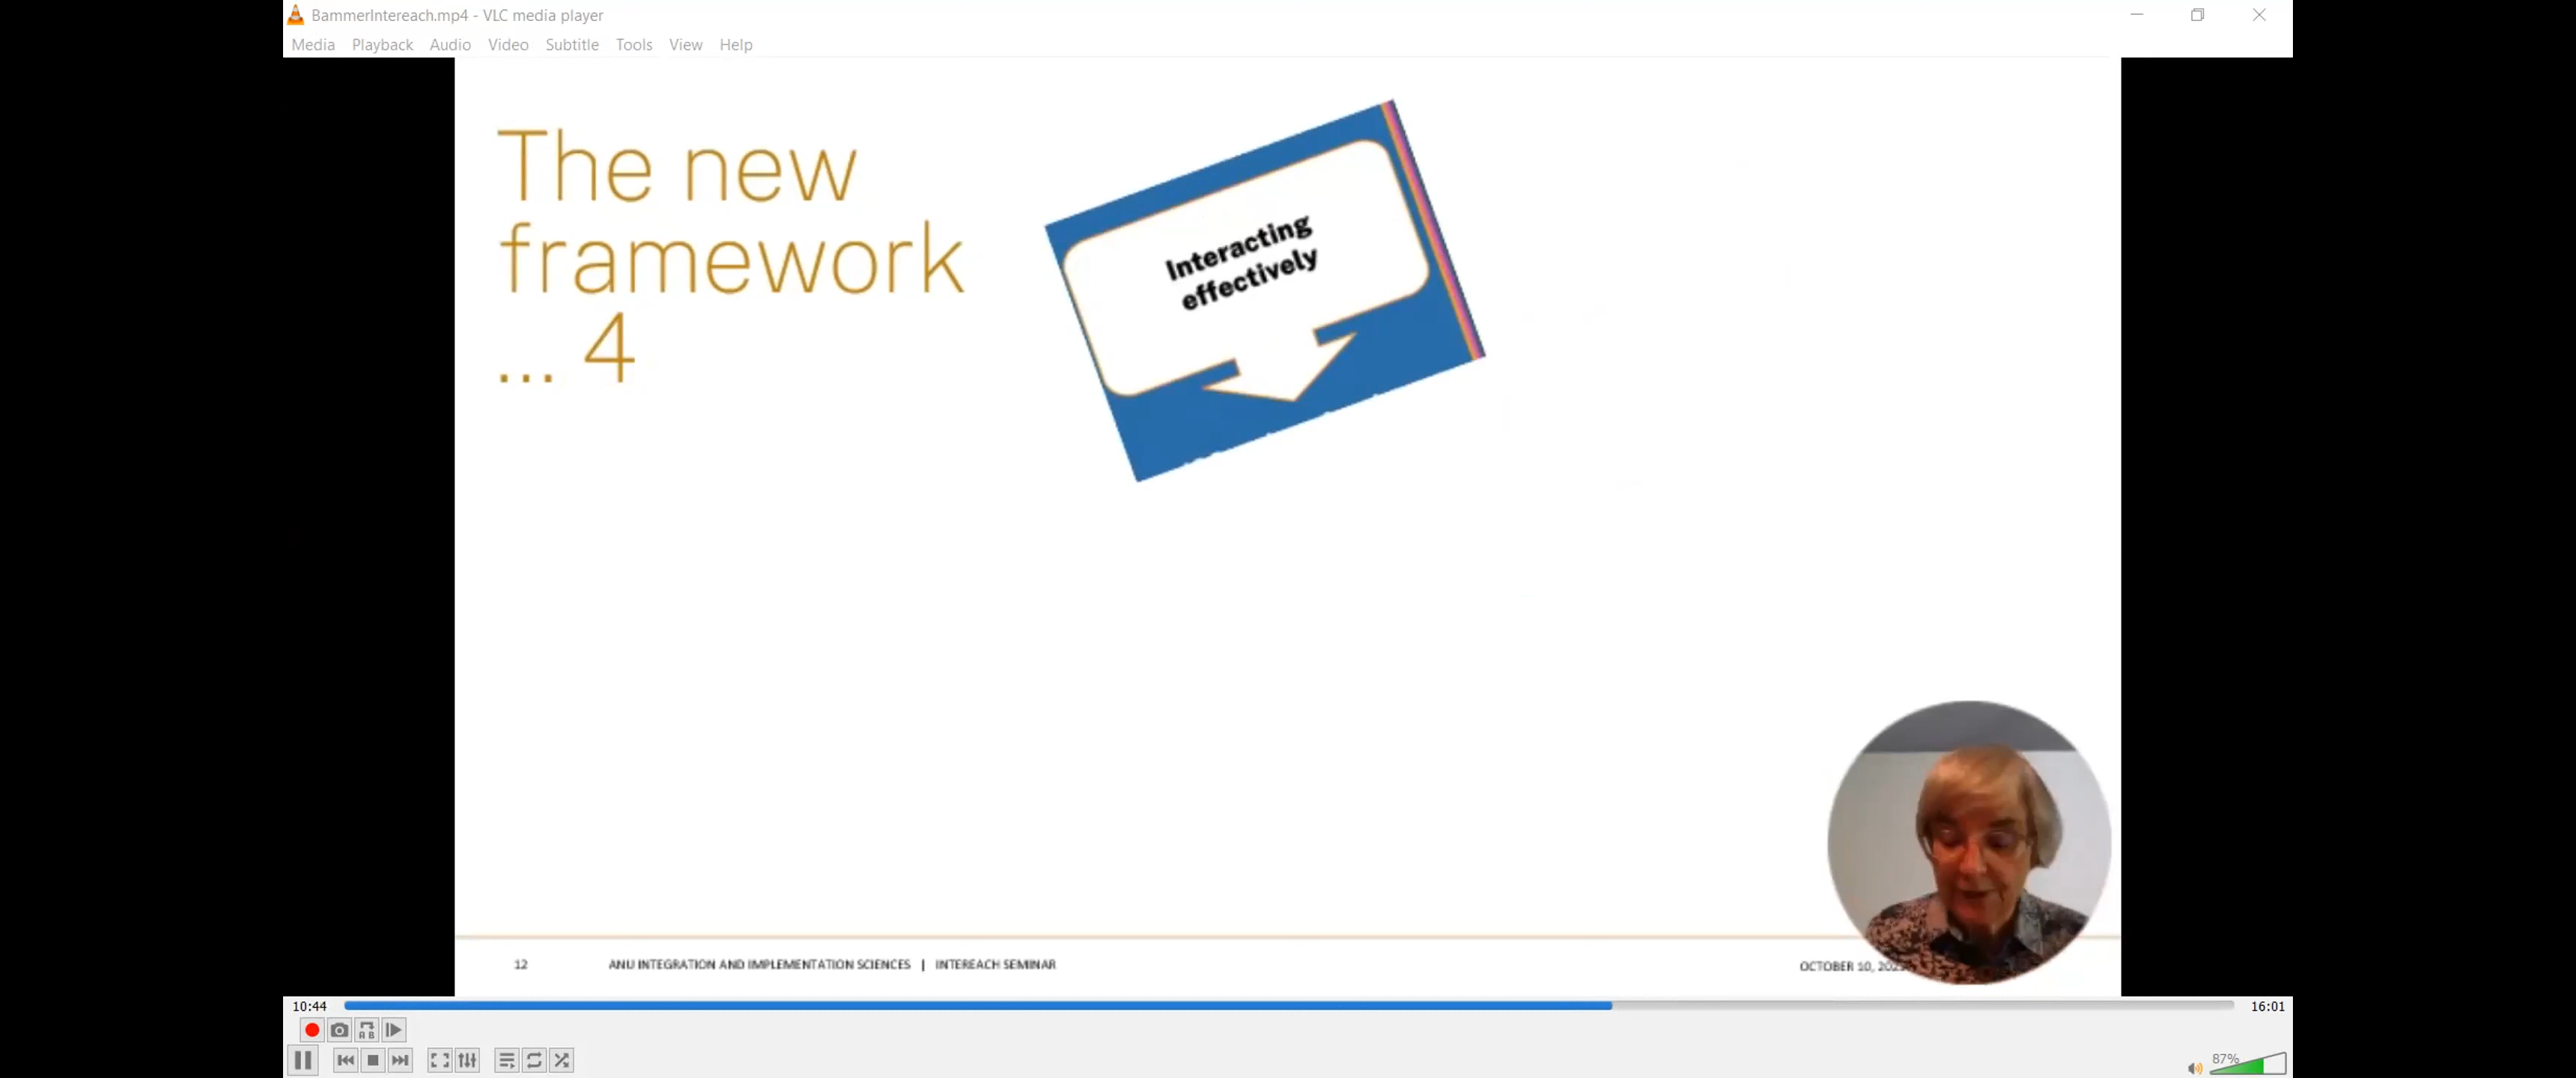 BammerIntereach.mp4 - VLC media player
Media Playback Audio Video Subtitle Tools View Help
The new
framework
... 4
Interacting
effectively
12 ANU INTEGRATION AND IMPLEMENTATION SCIENCES | INTEREACH SEMINAR OCTOBER 10,
10:44 16:01
87%